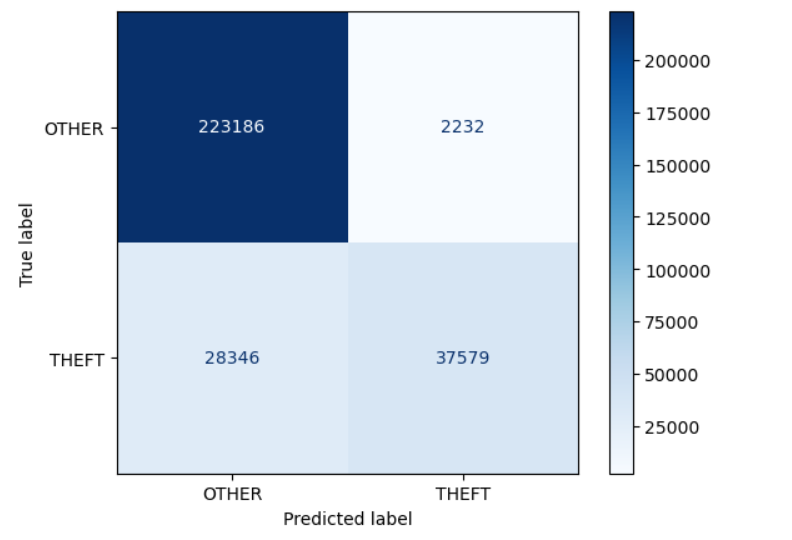 OTHER
223186
2232
THEFT
28346
37579
OTHER
THEFT
Predicted label
True label
200000
175000
150000
125000
100000
75000
50000
25000